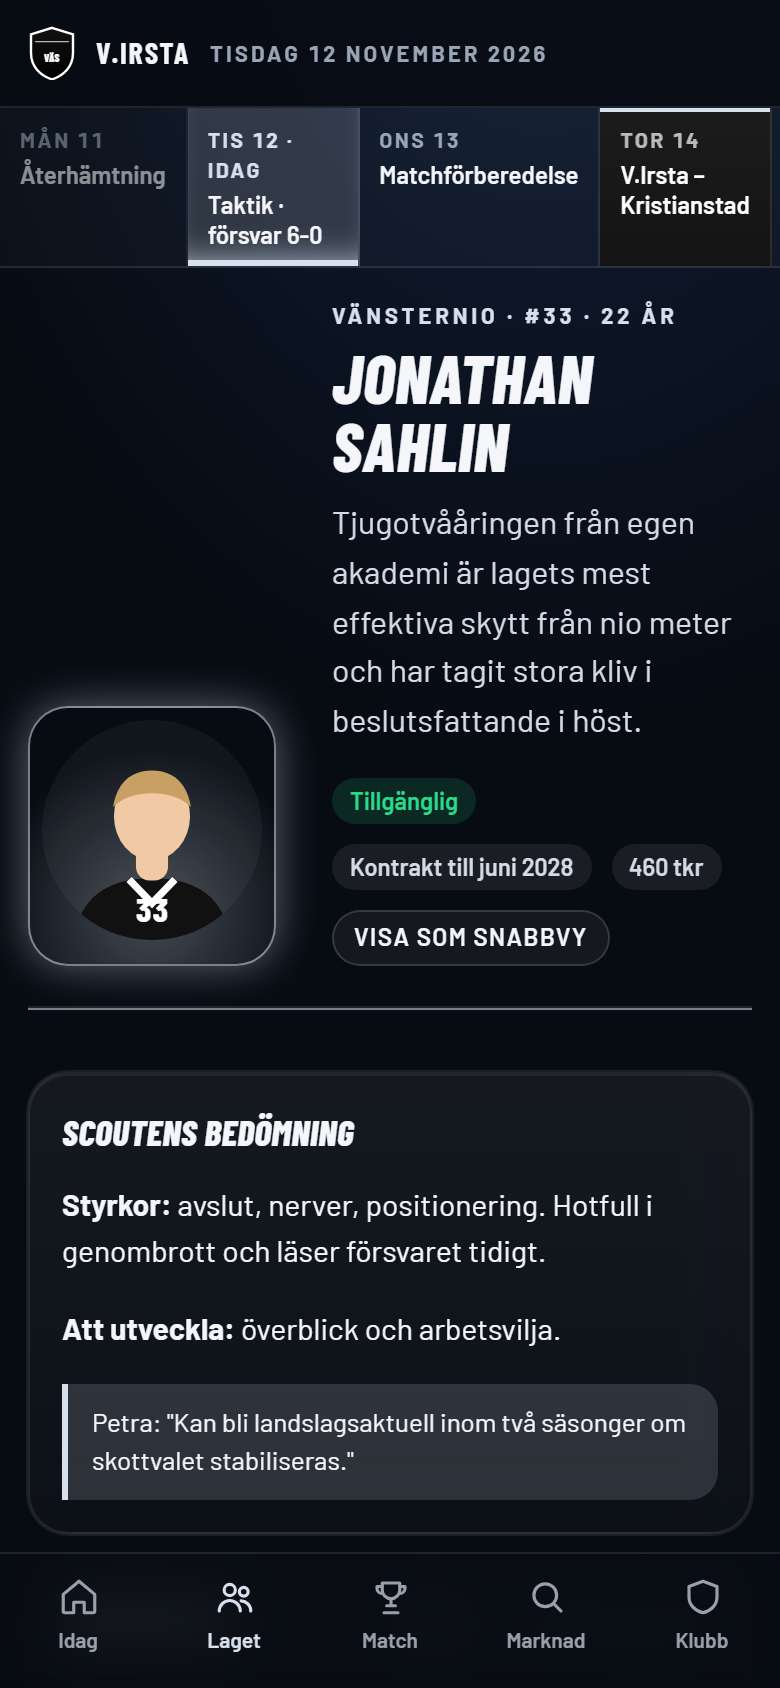 väs
V.IRSTA TISDAG 12 NOVEMBER 2026
MÅN 11
Återhämtning
TIS 12 ·
IDAG
Taktik ·
försvar 6-0
ONS 13
Matchförberedelse
TOR 14
V.Irsta –
Kristianstad
VÄNSTERNIO · #33 · 22 ÅR
JONATHAN
SAHLIN
Tjugotvååringen från egen
akademi är lagets mest
effektiva skytt från nio meter
och har tagit stora kliv i
beslutsfattande i höst.
Tillgänglig
Kontrakt till juni 2028
460 tkr
VISA SOM SNABBVY
33
SCOUTENS BEDÖMNING
Styrkor: avslut, nerver, positionering. Hotfull i
genombrott och läser försvaret tidigt.
Att utveckla: överblick och arbetsvilja.
Petra: "Kan bli landslagsaktuell inom två säsonger om
skottvalet stabiliseras."
Idag
Laget
Match
Marknad
Klubb